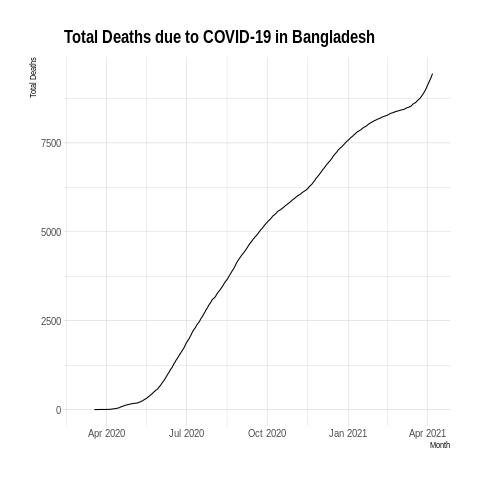 Total Deaths due to COVID-19 in Bangladesh
Total Deaths
7500
5000
2500
0
Apr 2020 Jul 2020 Oct 2020 Jan 2021 Apr 2021
Month